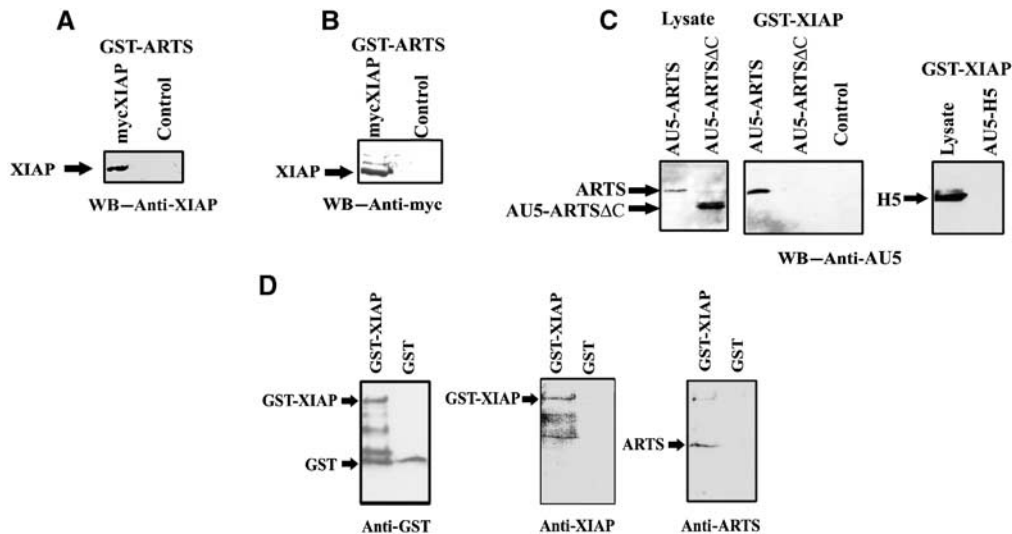 A
GST-ARTS
mycXIAP
Control
XIAP
WB–Anti-XIAP
B
GST-ARTS
mycXIAP
Control
XIAP
WB–Anti-myc
C
Lysate
GST-XIAP
AU5-ARTS
AU5-ARTSΔC
AU5-ARTS
AU5-ARTSΔC
Control
ARTS
AU5-ARTSΔC
GST-XIAP
Lysate
AU5-H5
H5
WB–Anti-AU5
D
GST-XIAP
GST
GST-XIAP
GST
Anti-GST
GST-XIAP
GST
GST-XIAP
Anti-XIAP
GST-XIAP
GST
ARTS
Anti-ARTS